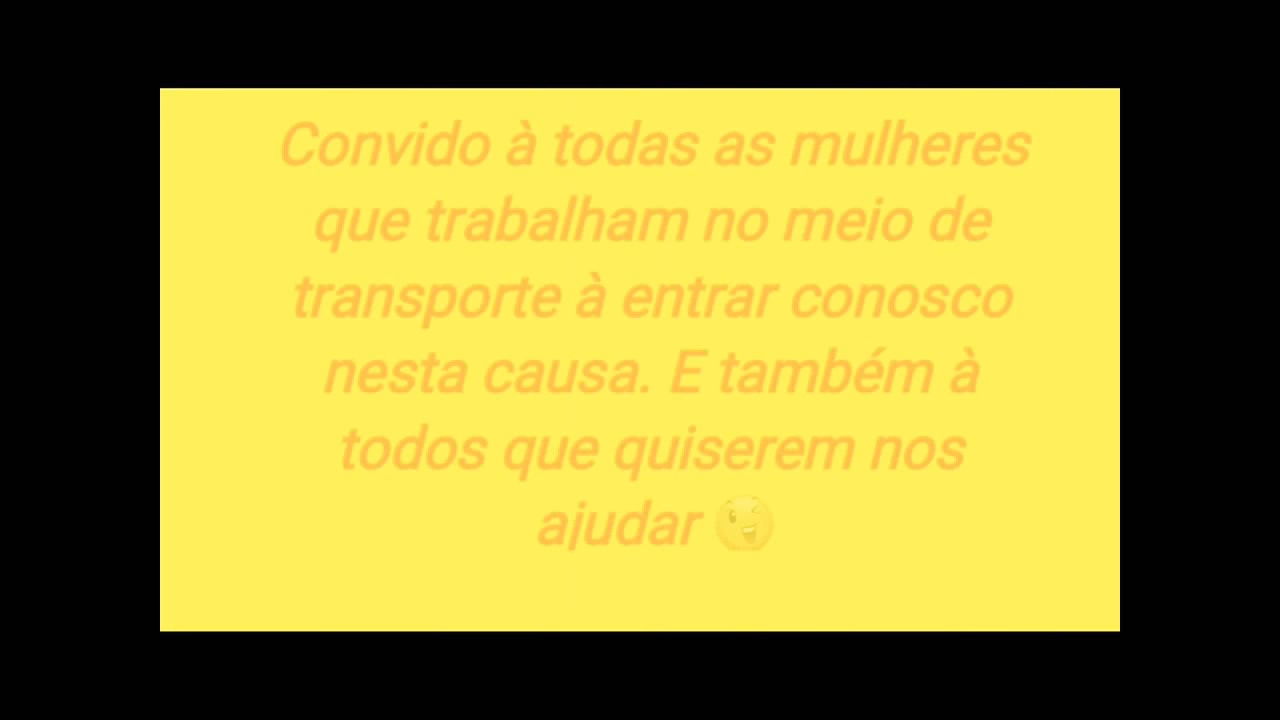 Convido à todas as mulheres
que trabalham no meio de
transporte à entrar conosco
nesta causa. E também à
todos que quiserem nos
ajudar 😉